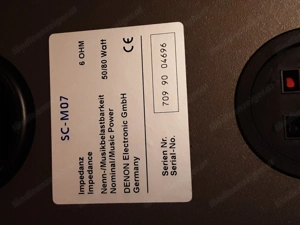 SC-M07
Impedanz
Impedance
6 OHM
Nenn-/Musikbelastbarkeit
Nominal/Music Power
50/80 Watt
DENON Electronic GmbH
Germany
CE
Serien Nr.
Serial-No.
709 90 04696